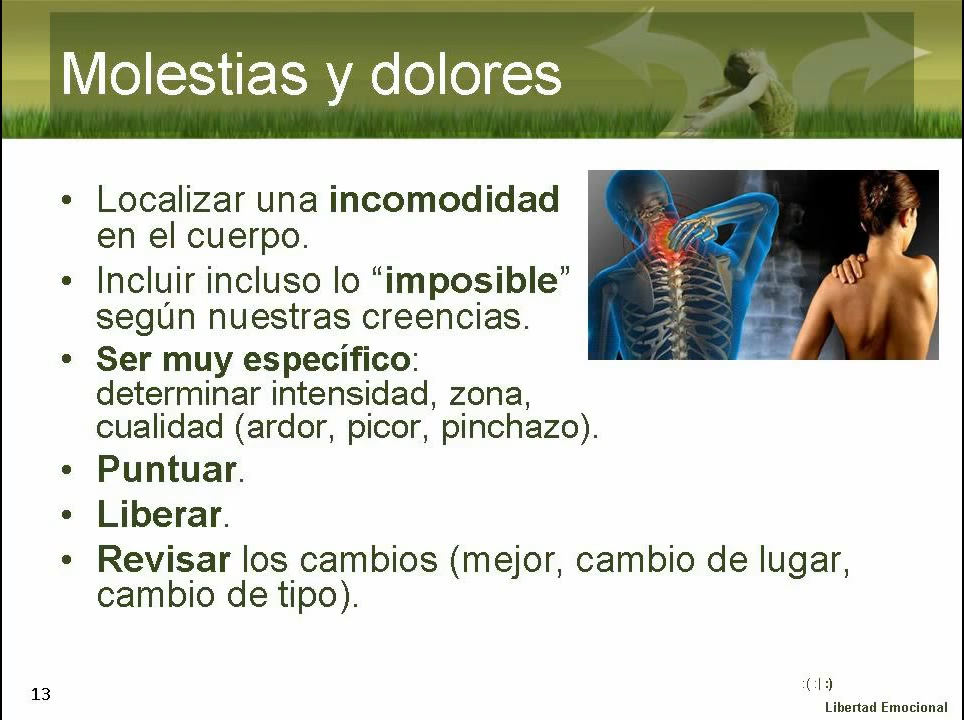 Molestias y dolores
• Localizar una incomodidad
en el cuerpo.
• Incluir incluso lo “imposible”
según nuestras creencias.
• Ser muy específico:
determinar intensidad, zona,
cualidad (ardor, picor, pinchazo).
• Puntuar.
• Liberar.
• Revisar los cambios (mejor, cambio de lugar,
cambio de tipo).
13
:( :| :)
Libertad Emocional